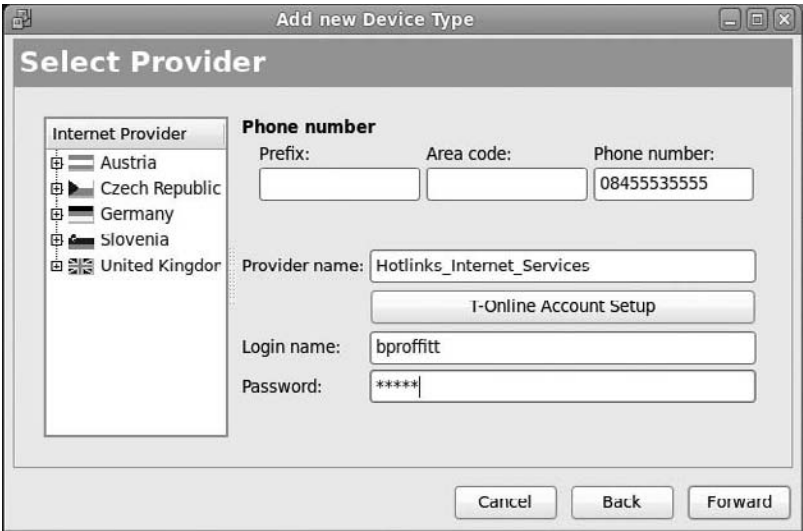 Add new Device Type
Select Provider
Internet Provider
Austria
Czech Republic
Germany
Slovenia
United Kingdor
Phone number
Prefix: Area code: Phone number:
08455535555
Provider name: Hotlinks_Internet_Services
T-Online Account Setup
Login name: bproffitt
Password: *****
Cancel Back Forward